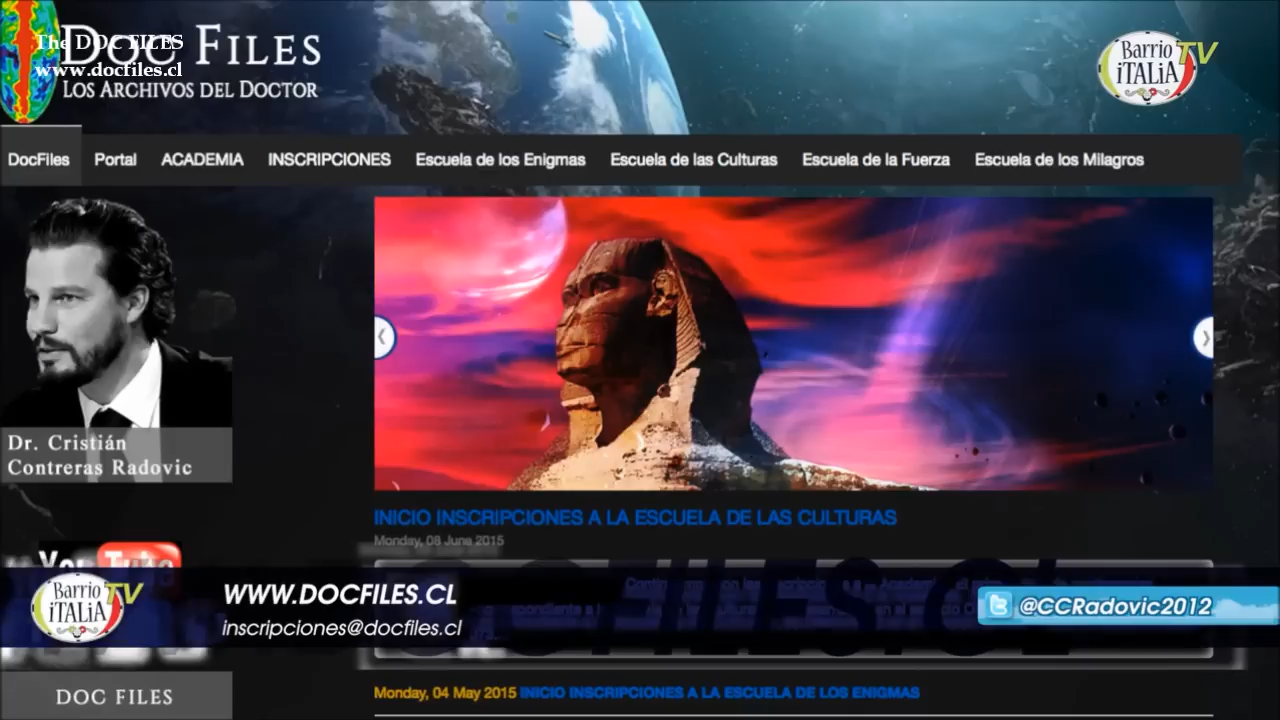 The DOC FILES
www.docfiles.cl
DOC FILES
LOS ARCHIVOS DEL DOCTOR
Barrio
iTALiA TV
DocFiles Portal ACADEMIA INSCRIPCIONES Escuela de los Enigmas Escuela de las Culturas Escuela de la Fuerza Escuela de los Milagros
Dr. Cristián
Contreras Radovic
INICIO INSCRIPCIONES A LA ESCUELA DE LAS CULTURAS
Monday, 08 June 2015
You Tube
Barrio
iTALiA TV
WWW.DOCFILES.CL
inscripciones@docfiles.cl
@CCRadovic2012
DOC FILES
Monday, 04 May 2015 INICIO INSCRIPCIONES A LA ESCUELA DE LOS ENIGMAS